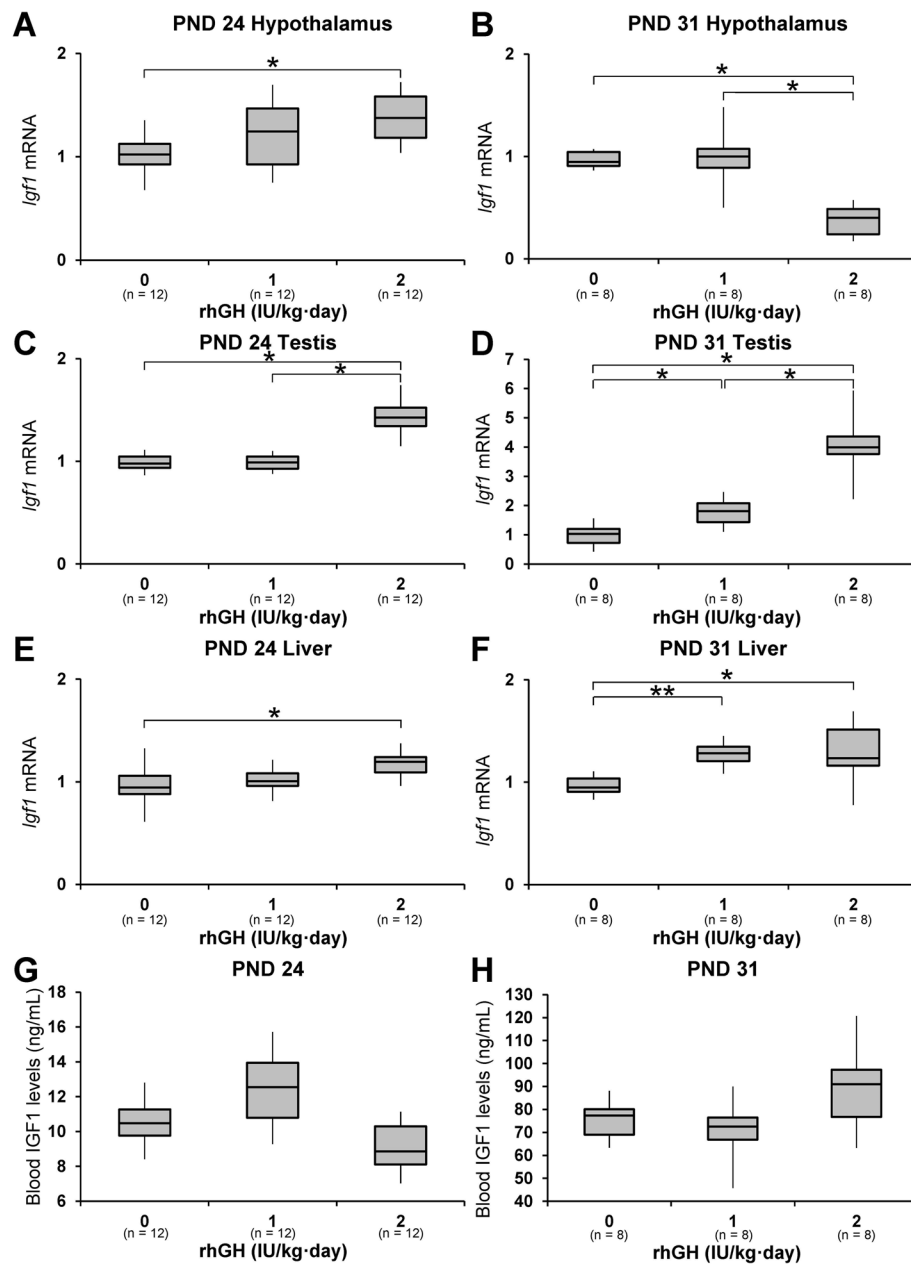 A
PND 24 Hypothalamus
2
*
1
Igf1 mRNA
0
0 1 2
(n = 12) (n = 12) (n = 12)
rhGH (IU/kg·day)
B
PND 31 Hypothalamus
2
*
*
1
Igf1 mRNA
0
0 1 2
(n = 8) (n = 8) (n = 8)
rhGH (IU/kg·day)
C
PND 24 Testis
2
*
*
1
Igf1 mRNA
0
0 1 2
(n = 12) (n = 12) (n = 12)
rhGH (IU/kg·day)
D
PND 31 Testis
7
*
6
* *
5
4
Igf1 mRNA
3
2
1
0
0 1 2
(n = 8) (n = 8) (n = 8)
rhGH (IU/kg·day)
E
PND 24 Liver
2
*
1
Igf1 mRNA
0
0 1 2
(n = 12) (n = 12) (n = 12)
rhGH (IU/kg·day)
F
PND 31 Liver
2
*
**
1
Igf1 mRNA
0
0 1 2
(n = 8) (n = 8) (n = 8)
rhGH (IU/kg·day)
G
PND 24
18
16
14
12
10
8
6
Blood IGF1 levels (ng/mL)
0 1 2
(n = 12) (n = 12) (n = 12)
rhGH (IU/kg·day)
H
PND 31
130
120
110
100
90
80
70
60
50
40
Blood IGF1 levels (ng/mL)
0 1 2
(n = 8) (n = 8) (n = 8)
rhGH (IU/kg·day)